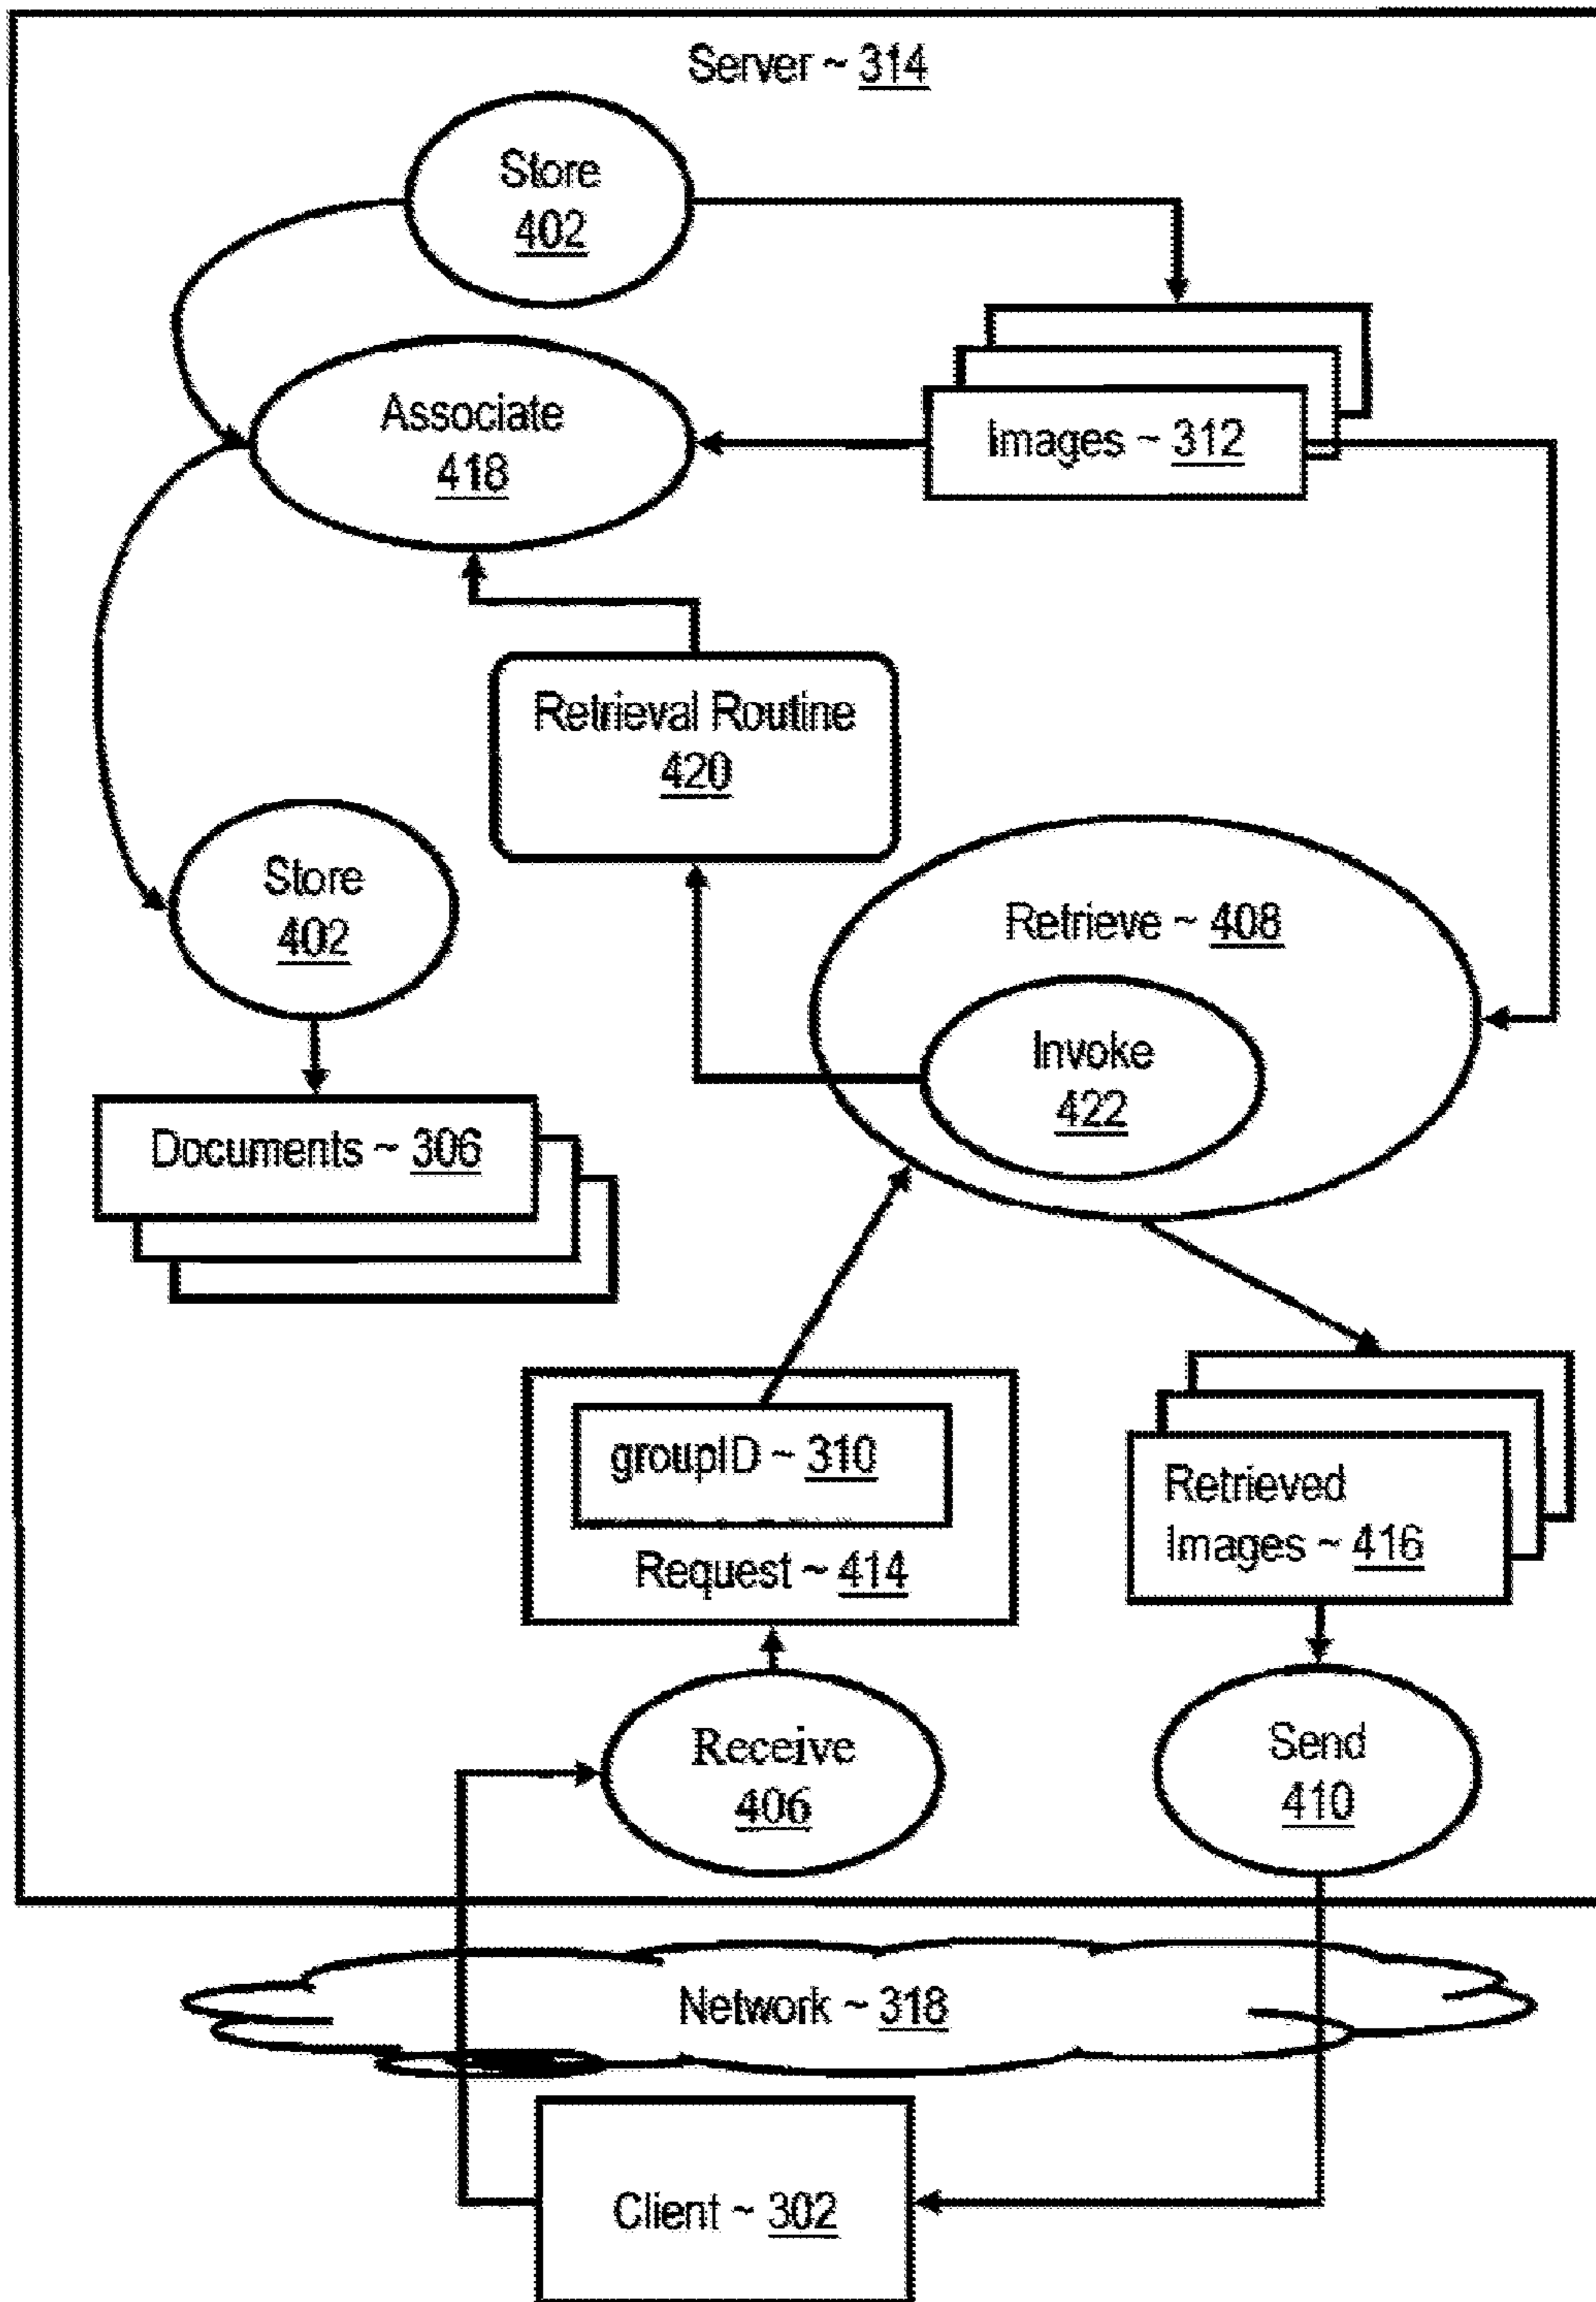 Server ~ 314
Store
402
Associate
418
Images ~ 312
Retrieval Routine
420
Store
402
Retrieve ~ 408
Invoke
422
Documents ~ 306
groupID ~ 310
Request ~ 414
Retrieved
Images ~ 416
Receive
406
Send
410
Network ~ 318
Client ~ 302